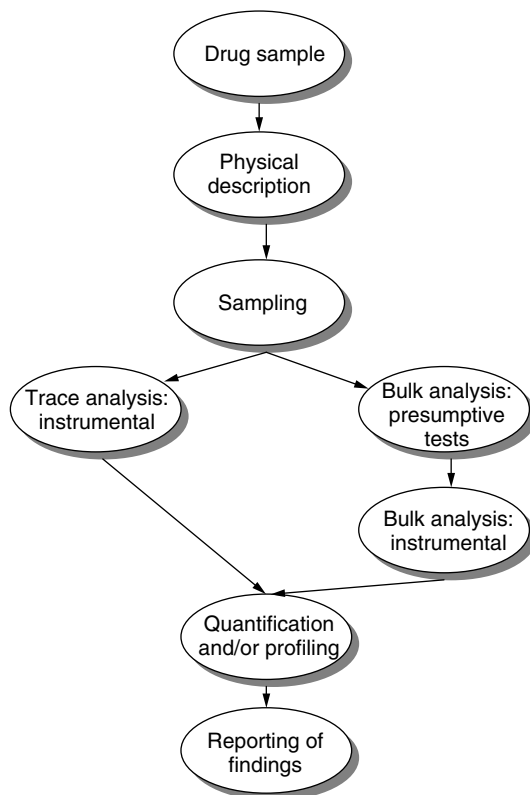 Drug sample
Physical
description
Sampling
Trace analysis:
instrumental
Bulk analysis:
presumptive
tests
Bulk analysis:
instrumental
Quantification
and/or profiling
Reporting of
findings